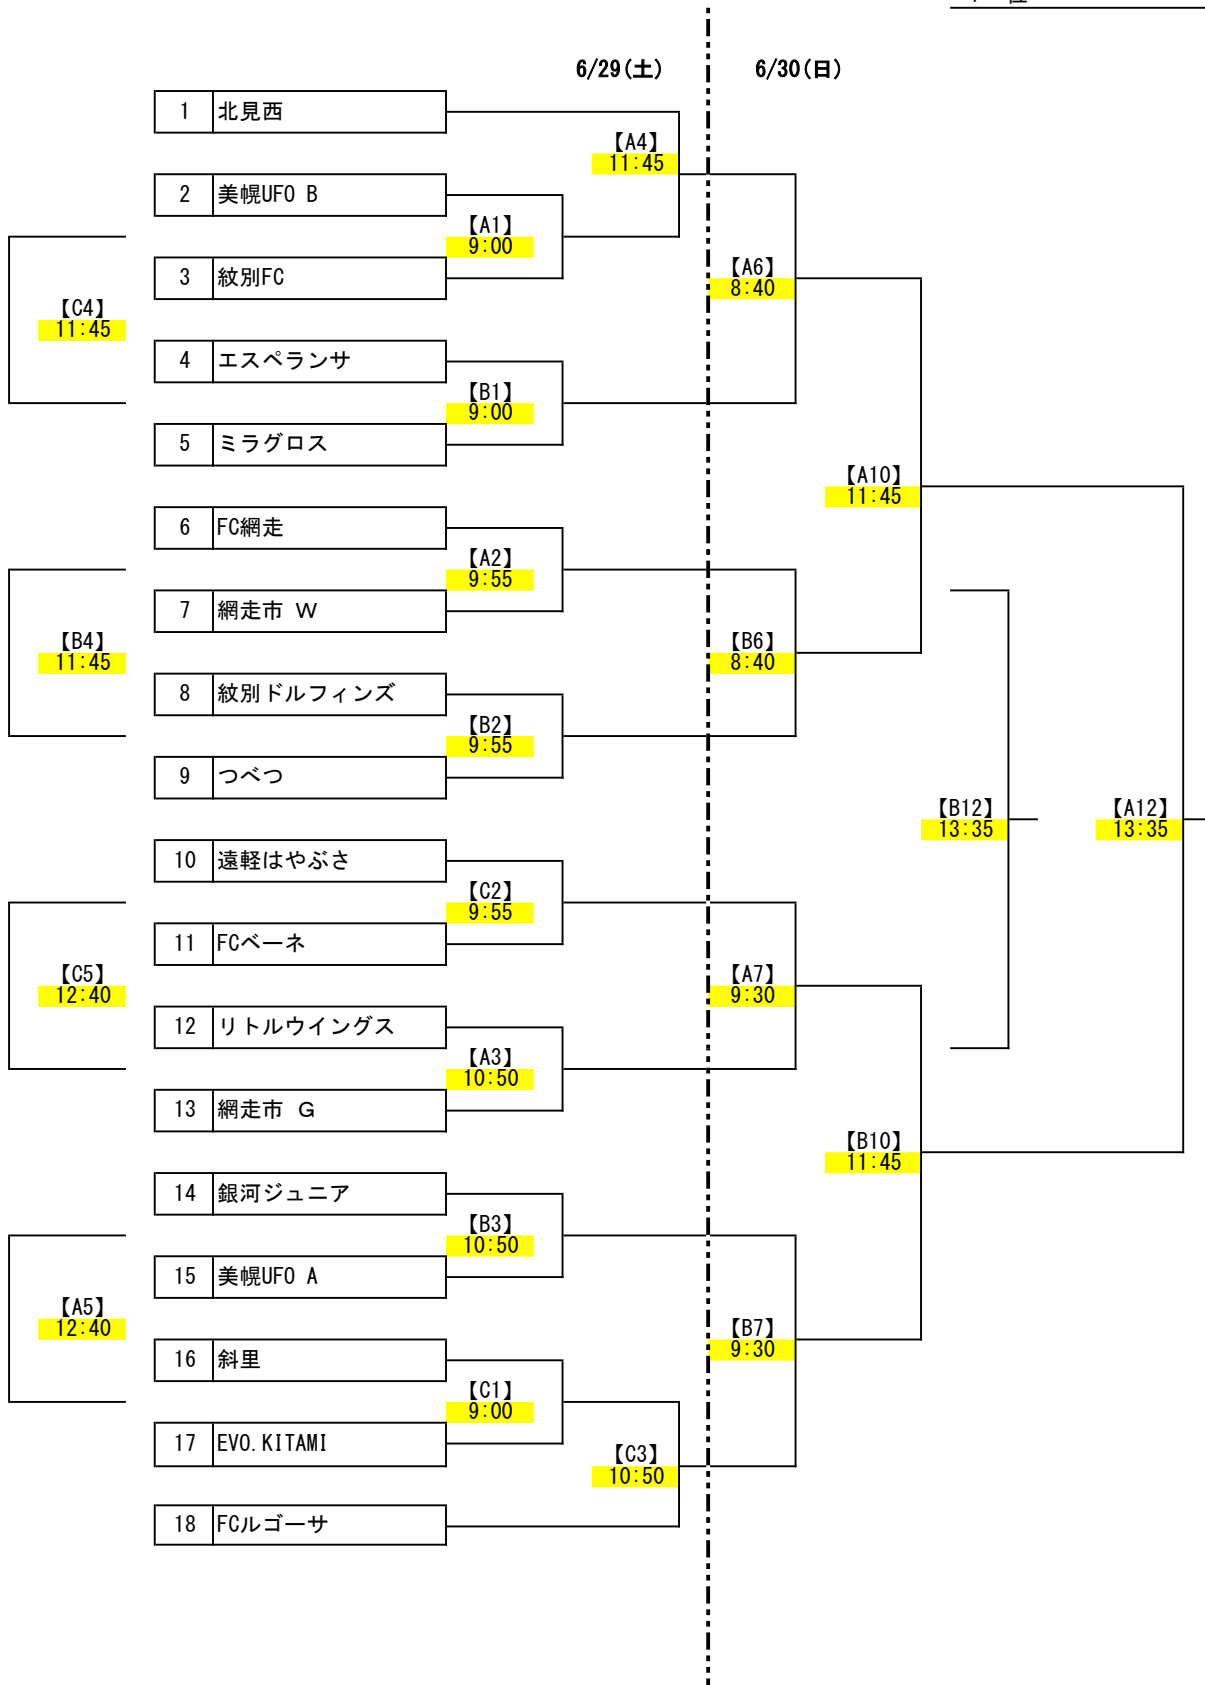 6/29(土)
6/30(日)
1 北見西
【A4】
11:45
2 美幌UFO B
【A1】
9:00
3 紋別FC
【A6】
8:40
【C4】
11:45
4 エスペランサ
【B1】
9:00
5 ミラグロス
【A10】
11:45
6 FC網走
【A2】
9:55
7 網走市 W
【B4】
11:45
【B6】
8:40
8 紋別ドルフィンズ
【B2】
9:55
9 つべつ
【B12】
13:35
【A12】
13:35
10 遠軽はやぶさ
【C2】
9:55
11 FCベーネ
【C5】
12:40
【A7】
9:30
12 リトルウイングス
【A3】
10:50
13 網走市 G
【B10】
11:45
14 銀河ジュニア
【B3】
10:50
15 美幌UFO A
【A5】
12:40
【B7】
9:30
16 斜里
【C1】
9:00
17 EVO.KITAMI
【C3】
10:50
18 FCルゴーサ